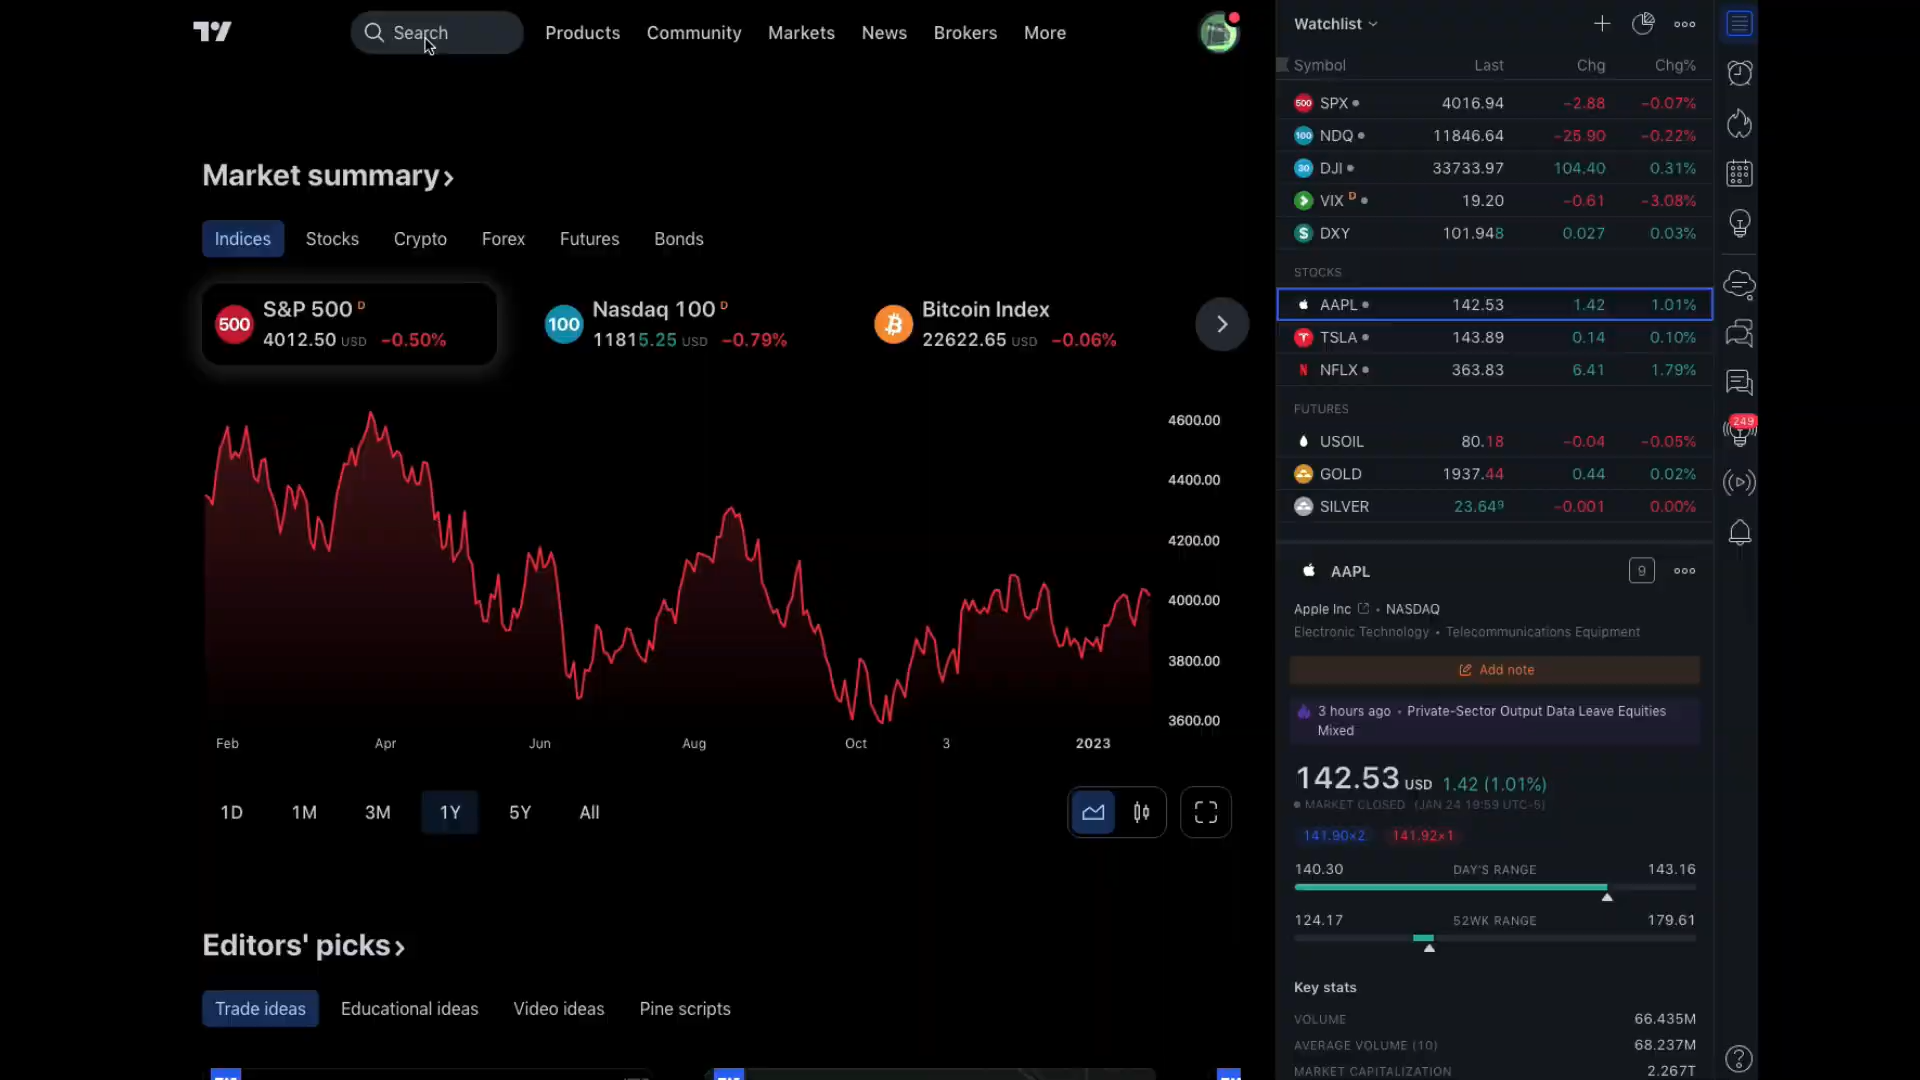 Search
Products
Community
Markets
News
Brokers
More
Market summary
Indices
Stocks
Crypto
Forex
Futures
Bonds
500
S&P 500 D
4012.50 USD −0.50%
100
Nasdaq 100 D
11815.25 USD −0.79%
Bitcoin Index
22622.65 USD −0.06%
4600.00
4400.00
4200.00
4000.00
3800.00
3600.00
Feb
Apr
Jun
Aug
Oct
3
2023
1D
1M
3M
1Y
5Y
All
Editors' picks
Trade ideas
Educational ideas
Video ideas
Pine scripts
Watchlist
Symbol Last Chg Chg%
500 SPX 4016.94 −2.88 −0.07%
100 NDQ 11846.64 −25.90 −0.22%
30 DJI 33733.97 104.40 0.31%
VIX D 19.20 −0.61 −3.08%
S DXY 101.948 0.027 0.03%
STOCKS
AAPL 142.53 1.42 1.01%
TSLA 143.89 0.14 0.10%
N NFLX 363.83 6.41 1.79%
FUTURES
USOIL 80.18 −0.04 −0.05%
GOLD 1937.44 0.44 0.02%
SILVER 23.649 −0.001 0.00%
AAPL
9
Apple Inc • NASDAQ
Electronic Technology • Telecommunications Equipment
Add note
3 hours ago • Private-Sector Output Data Leave Equities
Mixed
142.53 USD 1.42 (1.01%)
MARKET CLOSED (JAN 24 19:59 UTC-5)
141.90×2 141.92×1
140.30 DAY'S RANGE 143.16
124.17 52WK RANGE 179.61
Key stats
VOLUME 66.435M
AVERAGE VOLUME (10) 68.237M
MARKET CAPITALIZATION 2.267T
249